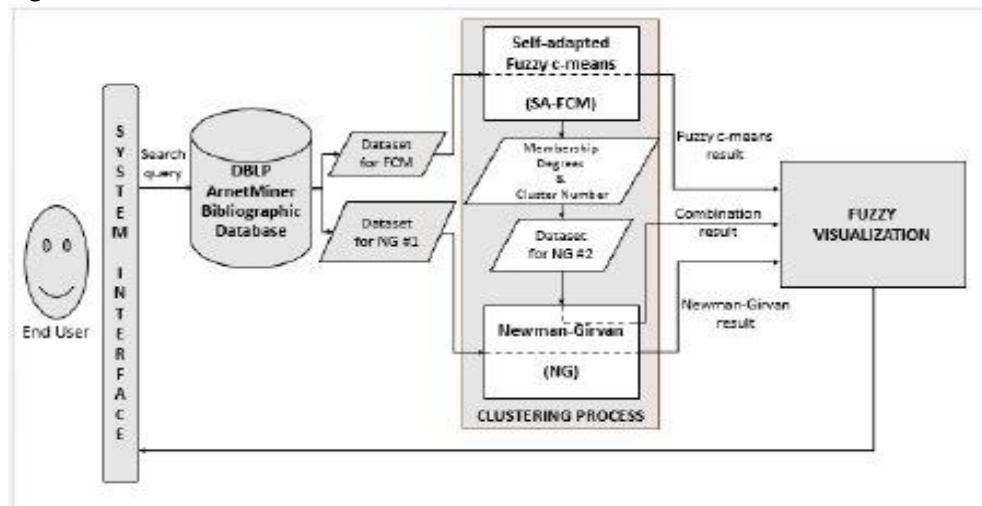 End User
SYSTEM INTERFACE
Search
query
DBLP
ArnetMiner
Bibliographic
Database
Dataset
for FCM
Dataset
for NG #1
Self-adapted
Fuzzy c-means
(SA-FCM)
Membership
Degrees
&
Cluster Number
Dataset
for NG #2
Newman-Girvan
(NG)
CLUSTERING PROCESS
Fuzzy c-means
result
Combination
result
Newman-Girvan
result
FUZZY
VISUALIZATION